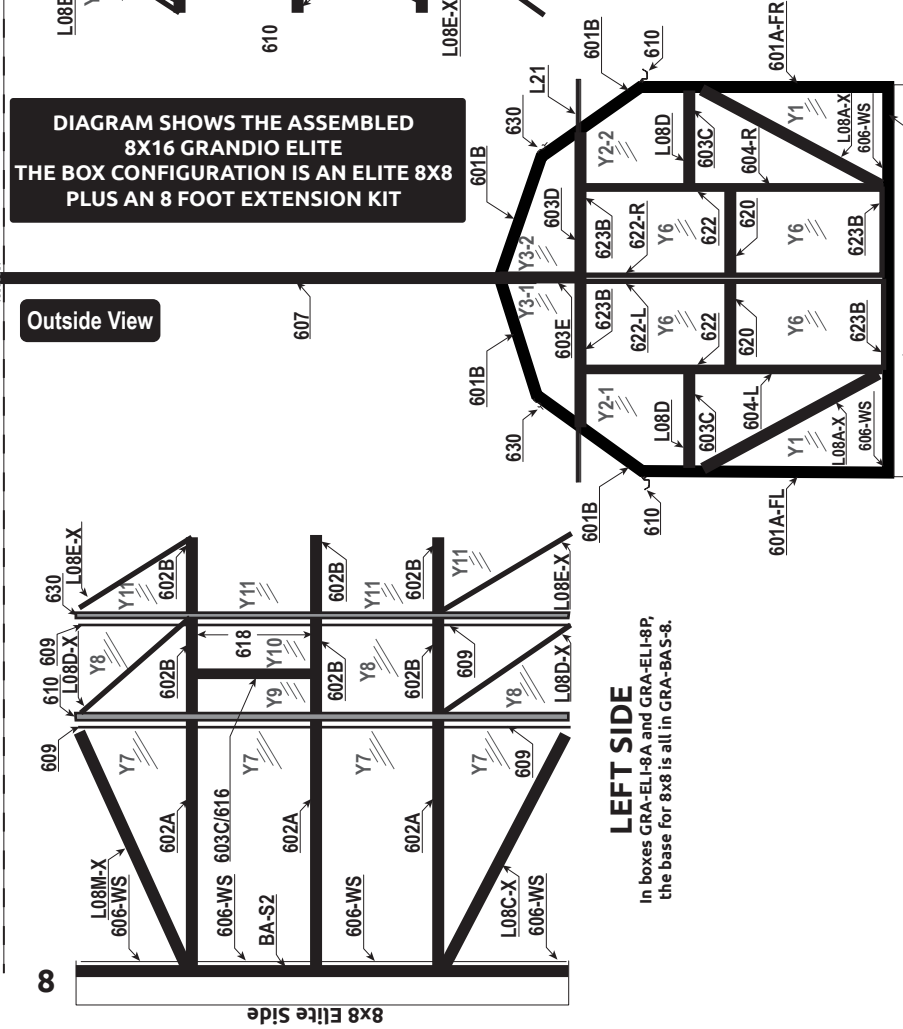 L08E-X
610
DIAGRAM SHOWS THE ASSEMBLED
8X16 GRANDIO ELITE
THE BOX CONFIGURATION IS AN ELITE 8X8
PLUS AN 8 FOOT EXTENSION KIT
Outside View
607
601B
610
601A-FR
L21
630
601B
603D
Y2-2
L08D
603C
604-R
Y1
L08A-X
606-WS
Y3-2
623B
622-R
Y6
622
620
Y6
623B
Y3-1
603E
623B
622-L
Y6
622
620
Y6
623B
601B
630
Y2-1
L08D
603C
604-L
Y1
L08A-X
606-WS
601B
610
601A-FL
8
630
L08E-X
609
610
L08D-X
609
Y11
602B
Y11
602B
Y11
602B
Y11
L08E-X
Y8
602B
618
Y10
Y9
602B
Y8
602B
609
Y8
L08D-X
Y7
602A
603C/616
Y7
602A
Y7
602A
Y7
609
L08M-X
606-WS
606-WS
BA-S2
606-WS
L08C-X
606-WS
8x8 Elite Side
LEFT SIDE
In boxes GRA-ELI-8A and GRA-ELI-8P,
the base for 8x8 is all in GRA-BAS-8.